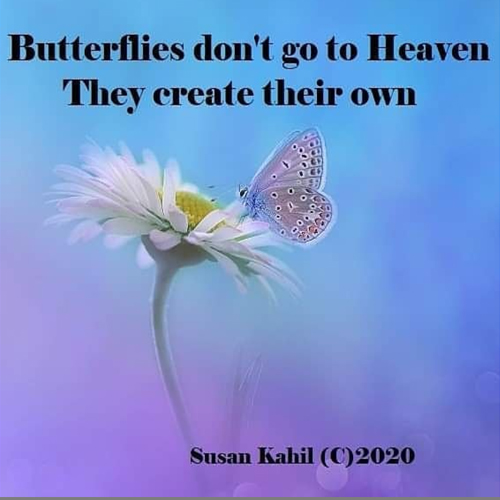 Butterflies don't go to Heaven
They create their own
Susan Kahil (C)2020